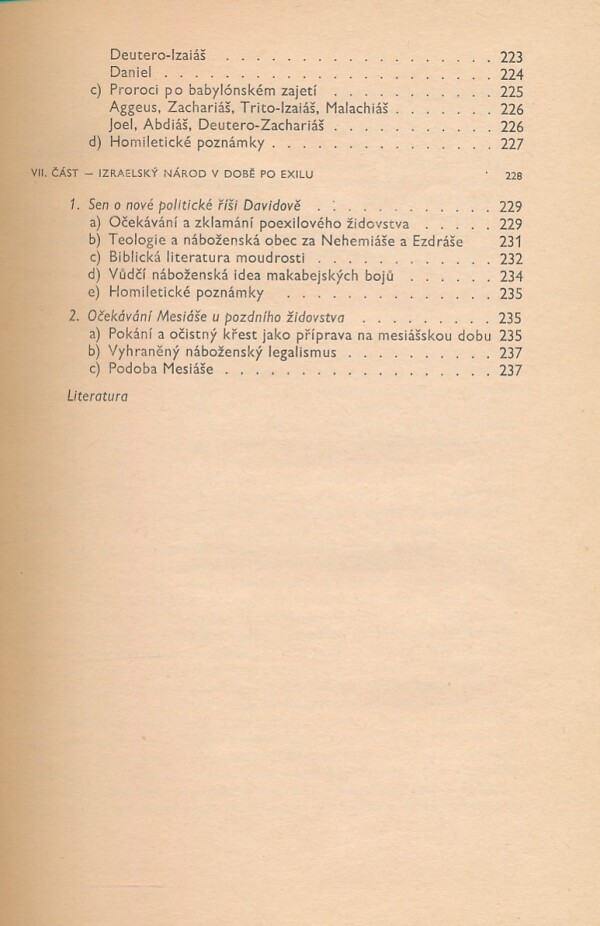 Deutero-Izaiáš . . . . . . . . . . . . . . . . . . . 223
Daniel . . . . . . . . . . . . . . . . . . . . . . . 224
c) Proroci po babylónském zajetí . . . . . . . . . . . 225
Aggeus, Zachariáš, Trito-Izaiáš, Malachiáš . . . . . . 226
Joel, Abdiáš, Deutero-Zachariáš . . . . . . . . . . . 226
d) Homiletické poznámky . . . . . . . . . . . . . . . 227
VII. ČÁST — IZRAELSKÝ NÁROD V DOBĚ PO EXILU 228
1. Sen o nové politické říši Davidově . . . . . . . . . . . 229
a) Očekávání a zklamání poexilového židovstva . . . . . 229
b) Teologie a náboženská obec za Nehemiáše a Ezdráše 231
c) Biblická literatura moudrosti . . . . . . . . . . . . 232
d) Vůdčí náboženská idea makabejských bojů . . . . . . 234
e) Homiletické poznámky . . . . . . . . . . . . . . 235
2. Očekávání Mesiáše u pozdního židovstva . . . . . . . . 235
a) Pokání a očistný křest jako příprava na mesiášskou dobu 235
b) Vyhraněný náboženský legalismus . . . . . . . . . . 237
c) Podoba Mesiáše . . . . . . . . . . . . . . . . . . 237
Literatura